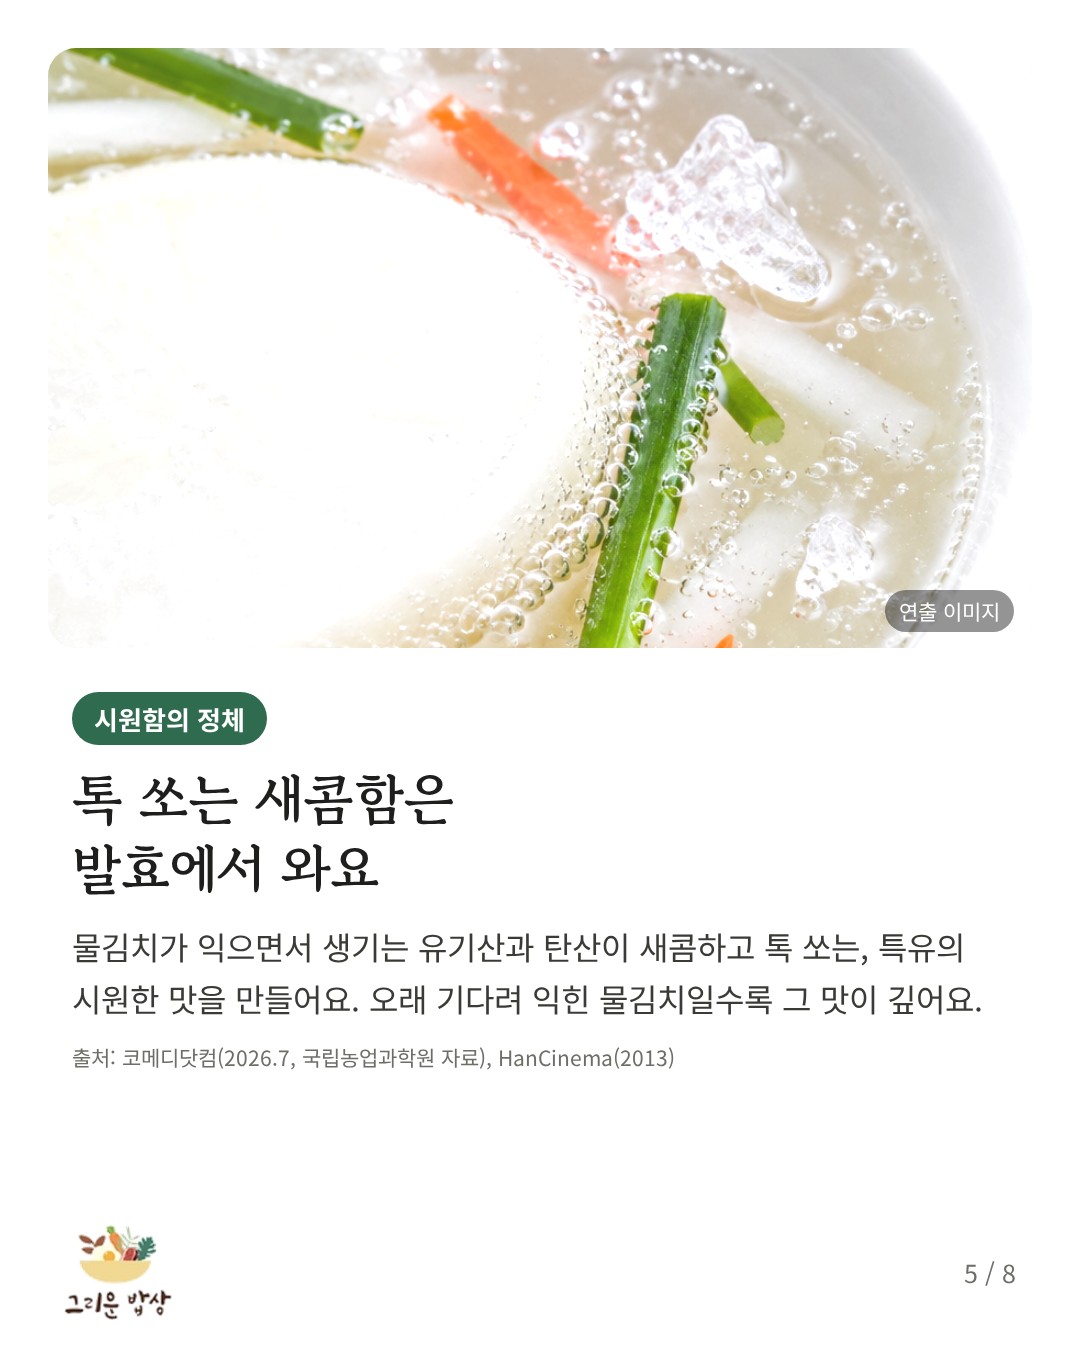 연출 이미지
시원함의 정체
톡 쏘는 새콤함은
발효에서 와요
물김치가 익으면서 생기는 유기산과 탄산이 새콤하고 톡 쏘는, 특유의
시원한 맛을 만들어요. 오래 기다려 익힌 물김치일수록 그 맛이 깊어요.
출처: 코메디닷컴(2026.7, 국립농업과학원 자료), HanCinema(2013)
그리운 밥상
5 / 8